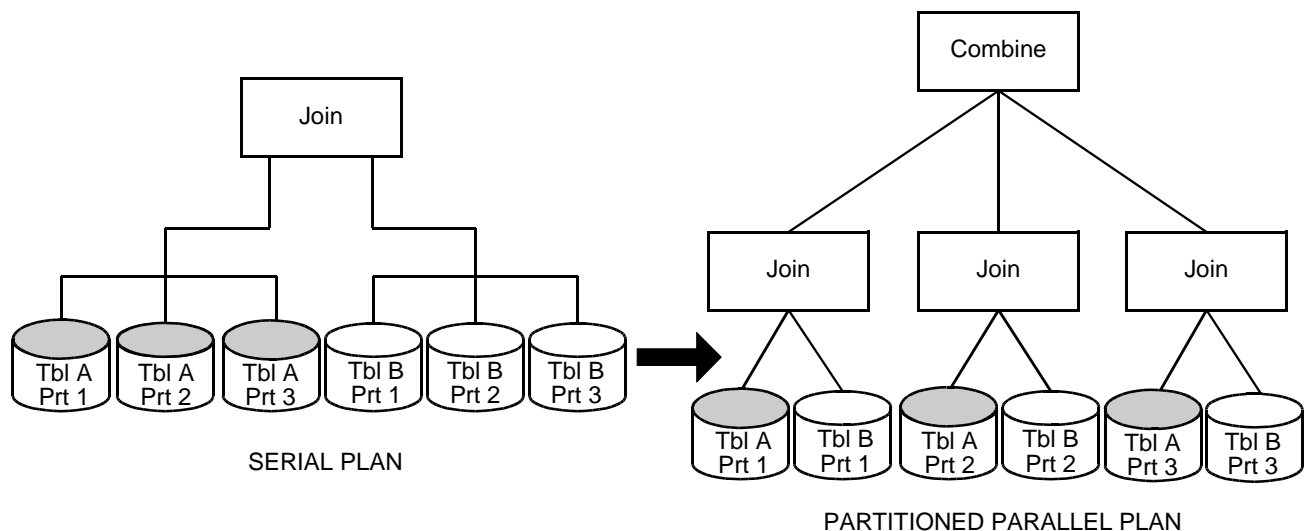 Join
Tbl A
Prt 1
Tbl A
Prt 2
Tbl A
Prt 3
Tbl B
Prt 1
Tbl B
Prt 2
Tbl B
Prt 3
SERIAL PLAN
Combine
Join
Join
Join
Tbl A
Prt 1
Tbl B
Prt 1
Tbl A
Prt 2
Tbl B
Prt 2
Tbl A
Prt 3
Tbl B
Prt 3
PARTITIONED PARALLEL PLAN